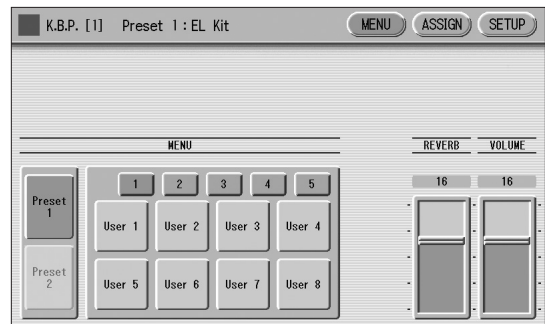 K.B.P. [1] Preset 1:EL Kit MENU ASSIGN SETUP
MENU REVERB VOLUME
16 16
1 2 3 4 5
Preset 1
User 1 User 2 User 3 User 4
Preset 2
User 5 User 6 User 7 User 8